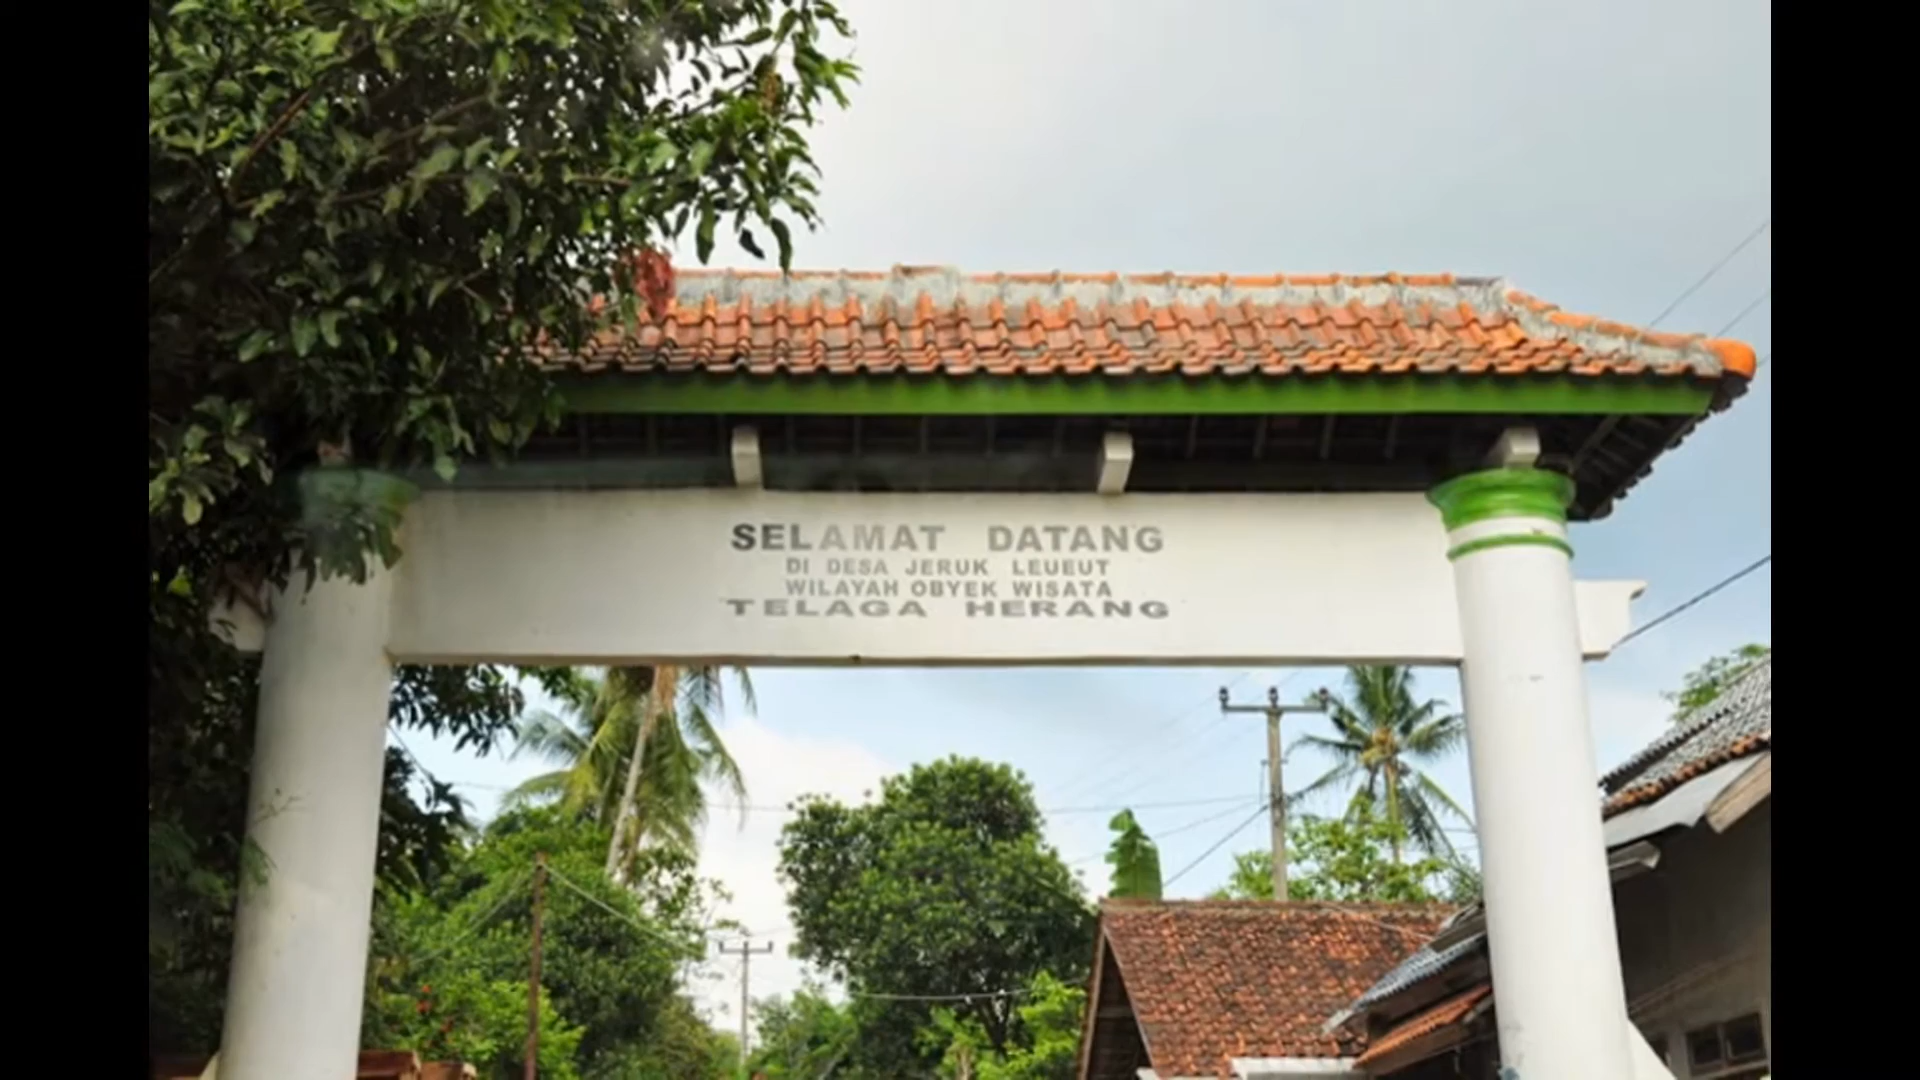 SELAMAT DATANG
DI DESA JERUK LEUEUT
WILAYAH OBYEK WISATA
TELAGA HERANG